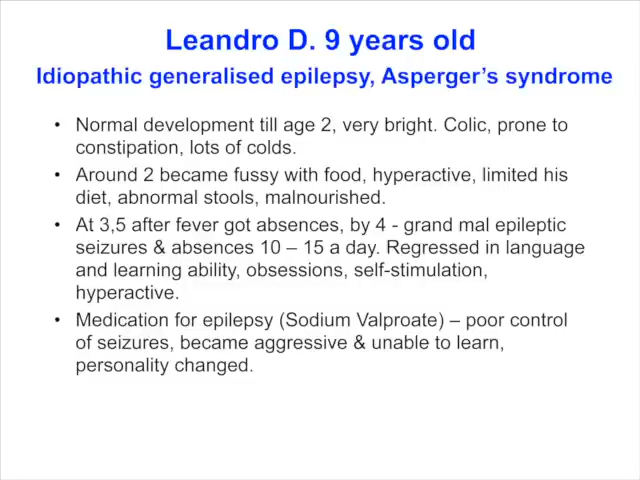 Leandro D. 9 years old
Idiopathic generalised epilepsy, Asperger's syndrome
• Normal development till age 2, very bright. Colic, prone to
constipation, lots of colds.
• Around 2 became fussy with food, hyperactive, limited his
diet, abnormal stools, malnourished.
• At 3,5 after fever got absences, by 4 - grand mal epileptic
seizures & absences 10 – 15 a day. Regressed in language
and learning ability, obsessions, self-stimulation,
hyperactive.
• Medication for epilepsy (Sodium Valproate) – poor control
of seizures, became aggressive & unable to learn,
personality changed.